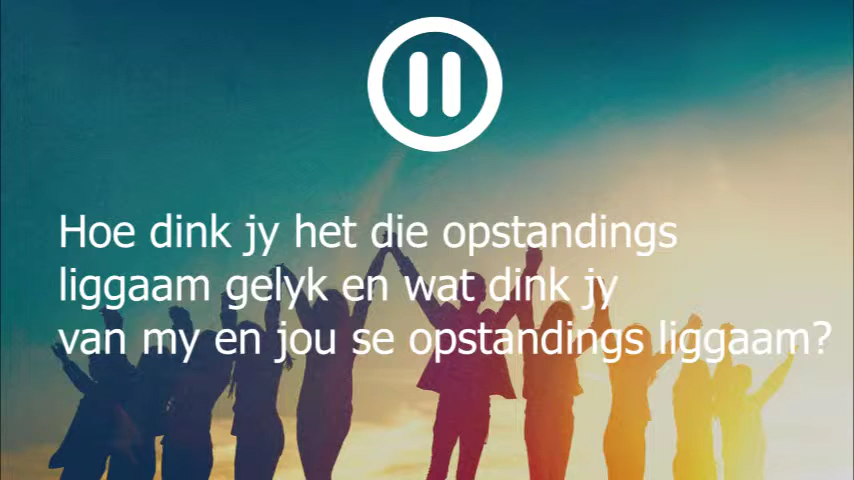 Hoe dink jy het die opstandings
liggaam gelyk en wat dink jy
van my en jou se opstandings liggaam?